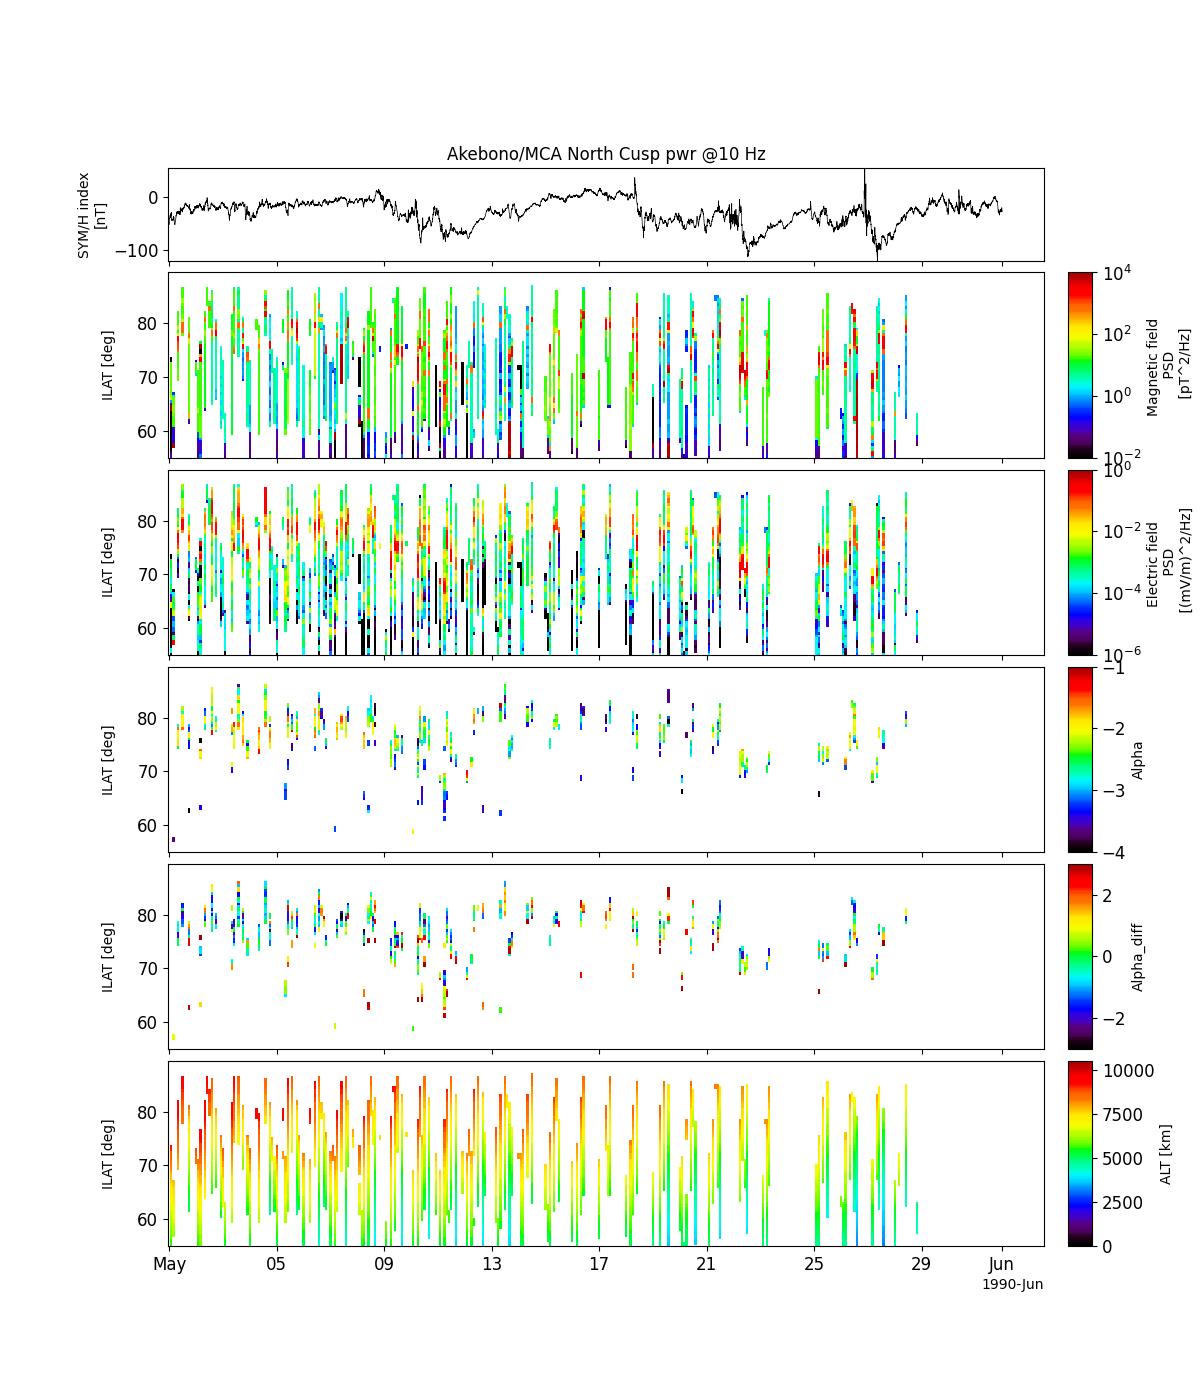 Akebono/MCA North Cusp pwr @10 Hz
SYM/H index
[nT]
0
−100
ILAT [deg]
80
70
60
10^4
10^2
10^0
10^−2
Magnetic field
PSD
[pT^2/Hz]
ILAT [deg]
80
70
60
10^0
10^−2
10^−4
10^−6
Electric field
PSD
[(mV/m)^2/Hz]
ILAT [deg]
80
70
60
−1
−2
−3
−4
Alpha
ILAT [deg]
80
70
60
2
0
−2
Alpha_diff
ILAT [deg]
80
70
60
10000
7500
5000
2500
0
ALT [km]
May 05 09 13 17 21 25 29 Jun
1990-Jun